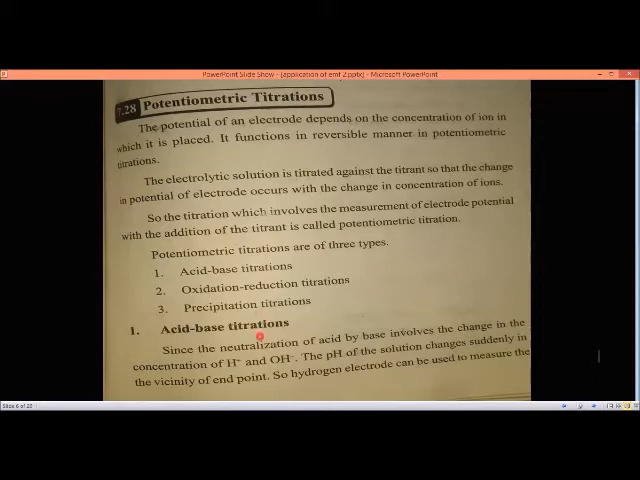 PowerPoint Slide Show - [application of emf 2.pptx] - Microsoft PowerPoint
7.28 Potentiometric Titrations
The potential of an electrode depends on the concentration of ion in
which it is placed. It functions in reversible manner in potentiometric
titrations.
The electrolytic solution is titrated against the titrant so that the change
in potential of electrode occurs with the change in concentration of ions.
So the titration which involves the measurement of electrode potential
with the addition of the titrant is called potentiometric titration.
Potentiometric titrations are of three types.
1. Acid-base titrations
2. Oxidation-reduction titrations
3. Precipitation titrations
1. Acid-base titrations
Since the neutralization of acid by base involves the change in the
concentration of H⁺ and OH⁻. The pH of the solution changes suddenly in
the vicinity of end point. So hydrogen electrode can be used to measure the
Slide 6 of 20